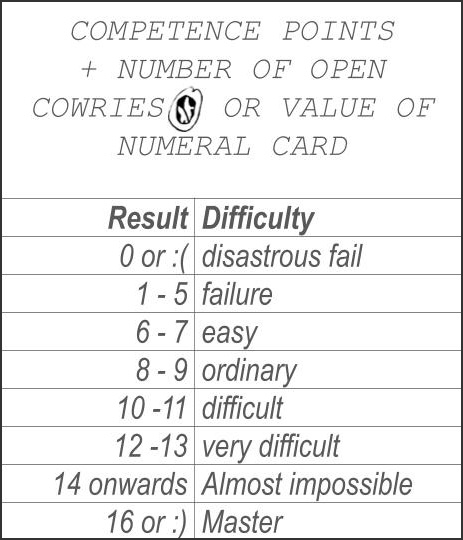 COMPETENCE POINTS
+ NUMBER OF OPEN
COWRIES OR VALUE OF
NUMERAL CARD
Result Difficulty
0 or :( disastrous fail
1 - 5 failure
6 - 7 easy
8 - 9 ordinary
10 -11 difficult
12 -13 very difficult
14 onwards Almost impossible
16 or :) Master